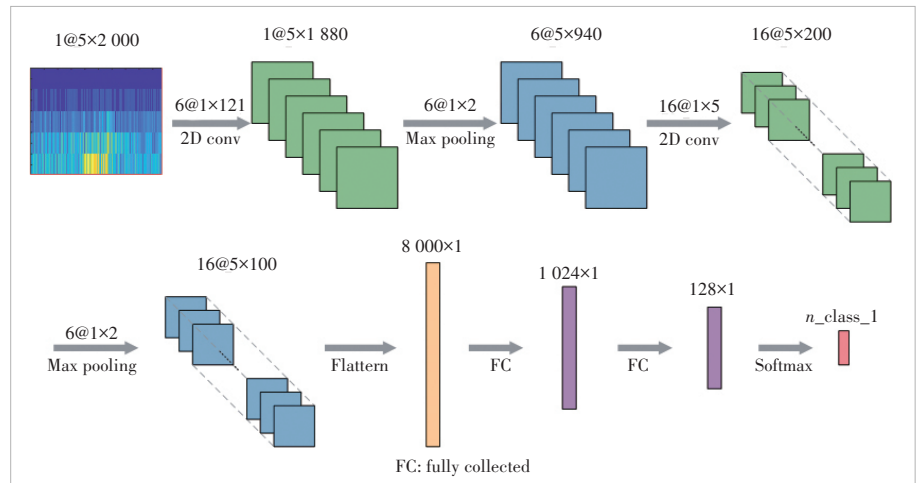 1@5×2 000
1@5×1 880
6@5×940
16@5×200
6@1×121
2D conv
6@1×2
Max pooling
16@1×5
2D conv
16@5×100
8 000×1
1 024×1
128×1
n_class_1
6@1×2
Max pooling
Flattern
FC
FC
Softmax
FC: fully collected